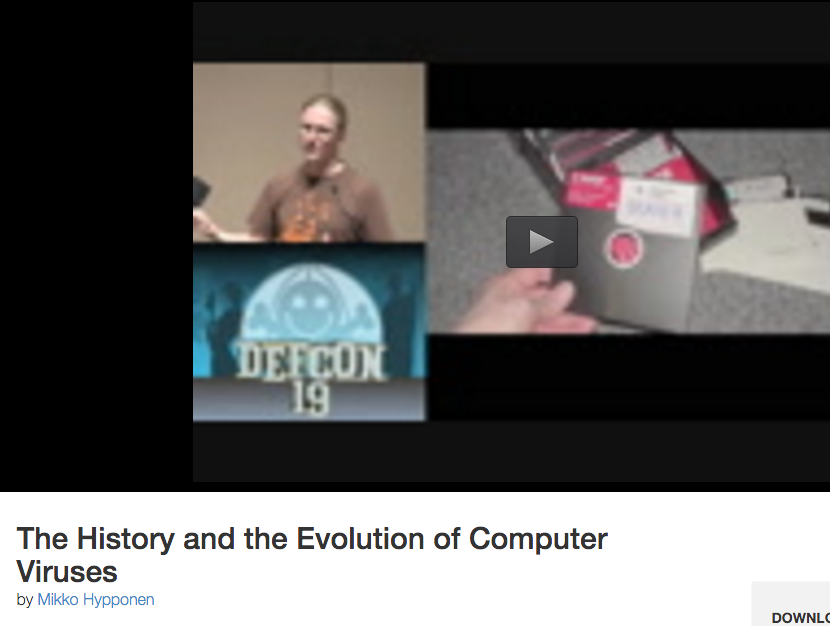 DEFCON
19
The History and the Evolution of Computer
Viruses
by Mikko Hypponen